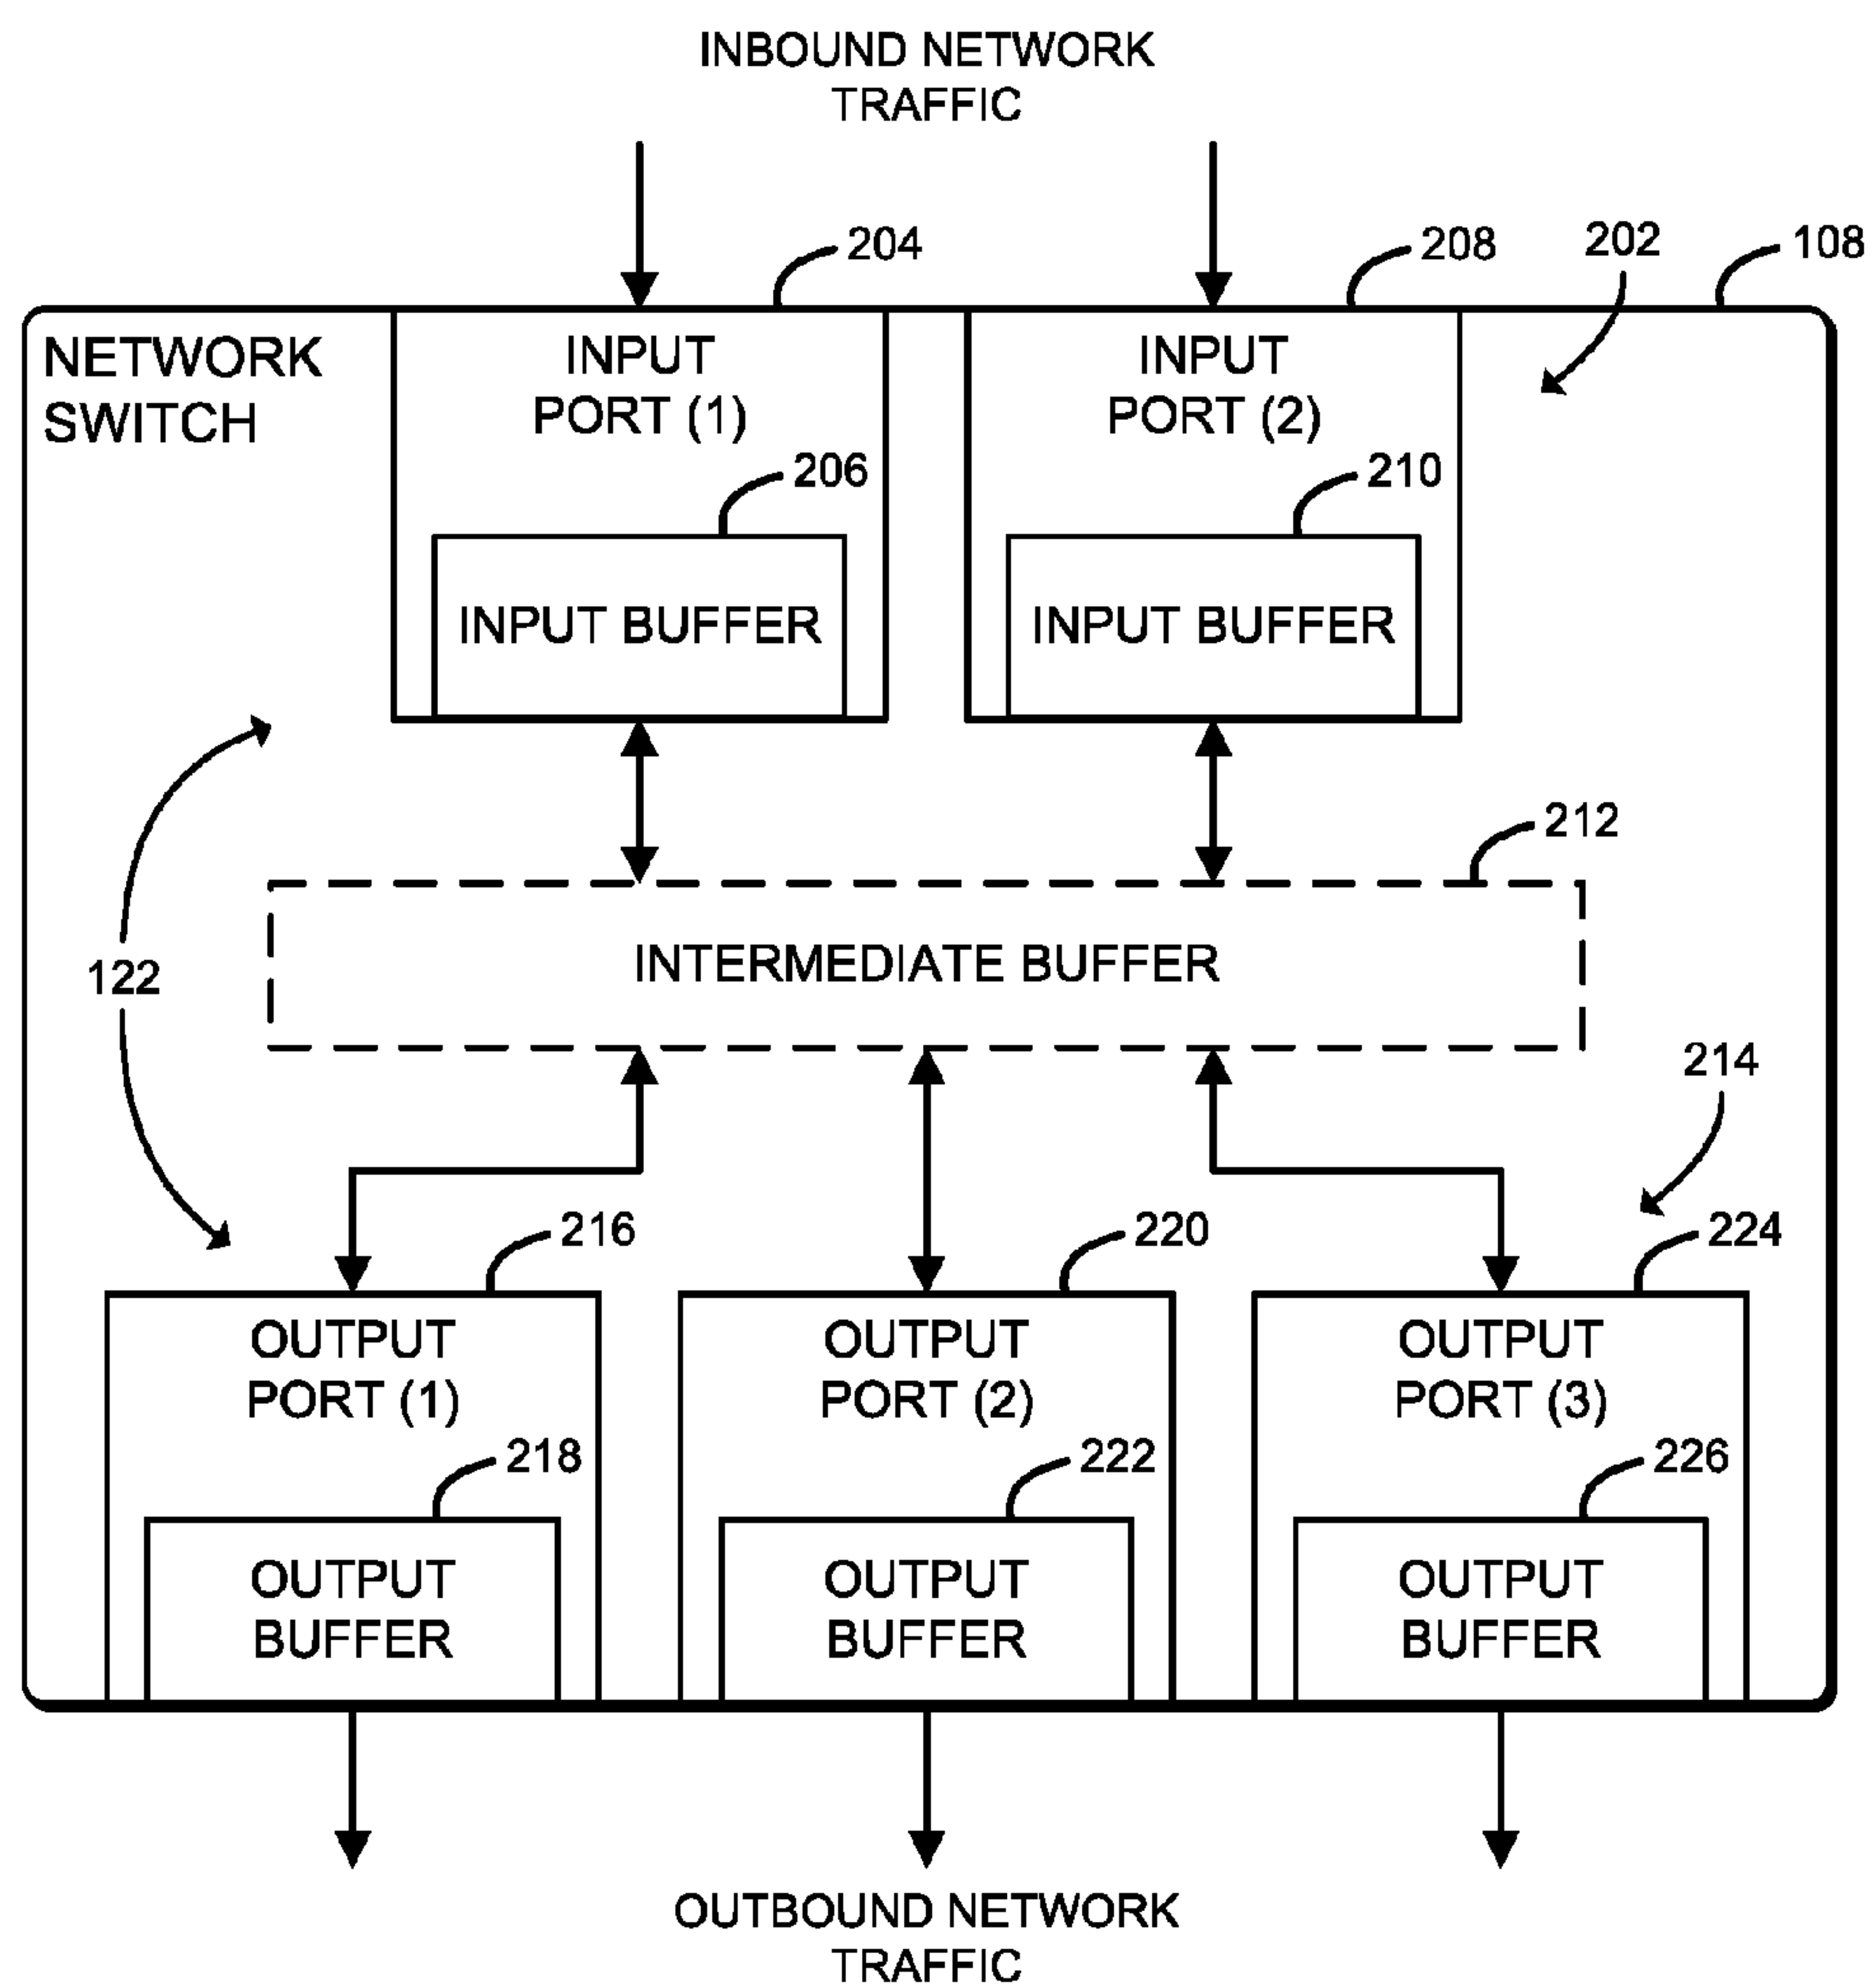 INBOUND NETWORK
TRAFFIC
204
208
202
108
NETWORK
SWITCH
INPUT
PORT (1)
INPUT
PORT (2)
206
210
INPUT BUFFER
INPUT BUFFER
212
INTERMEDIATE BUFFER
122
214
216
220
224
OUTPUT
PORT (1)
OUTPUT
PORT (2)
OUTPUT
PORT (3)
218
222
226
OUTPUT
BUFFER
OUTPUT
BUFFER
OUTPUT
BUFFER
OUTBOUND NETWORK
TRAFFIC